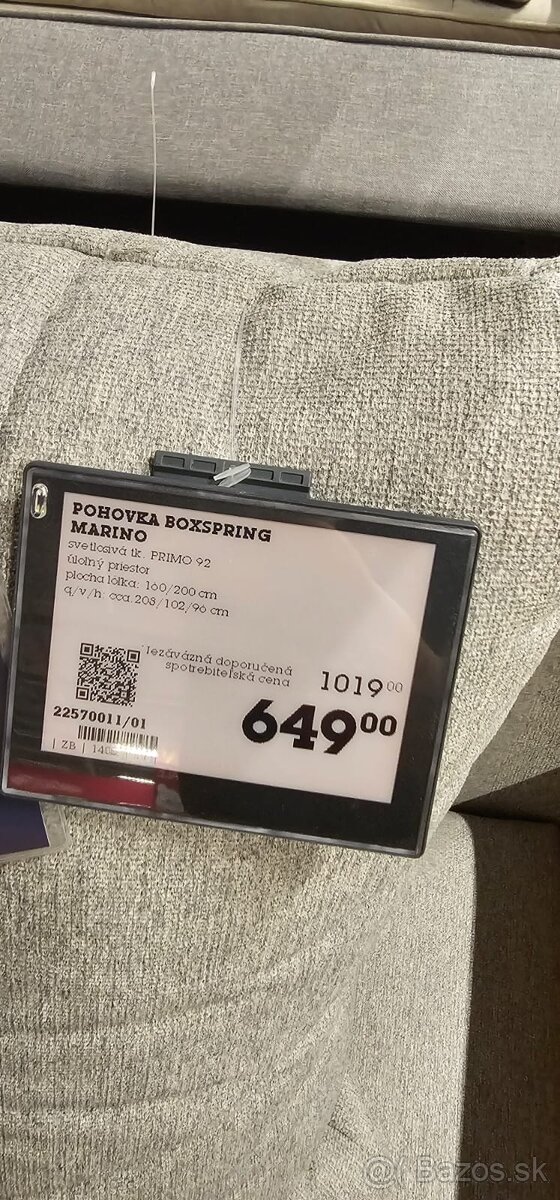 POHOVKA BOXSPRING
MARINO
svetlosivá tk. PRIMO 92
úložný priestor
plocha lôžka: 160/200 cm
q/v/h: cca.208/102/96 cm
Nezáväzná doporučená
spotrebiteľská cena
1019 00
649 00
22570011/01
| ZB |
@ Bazos.sk